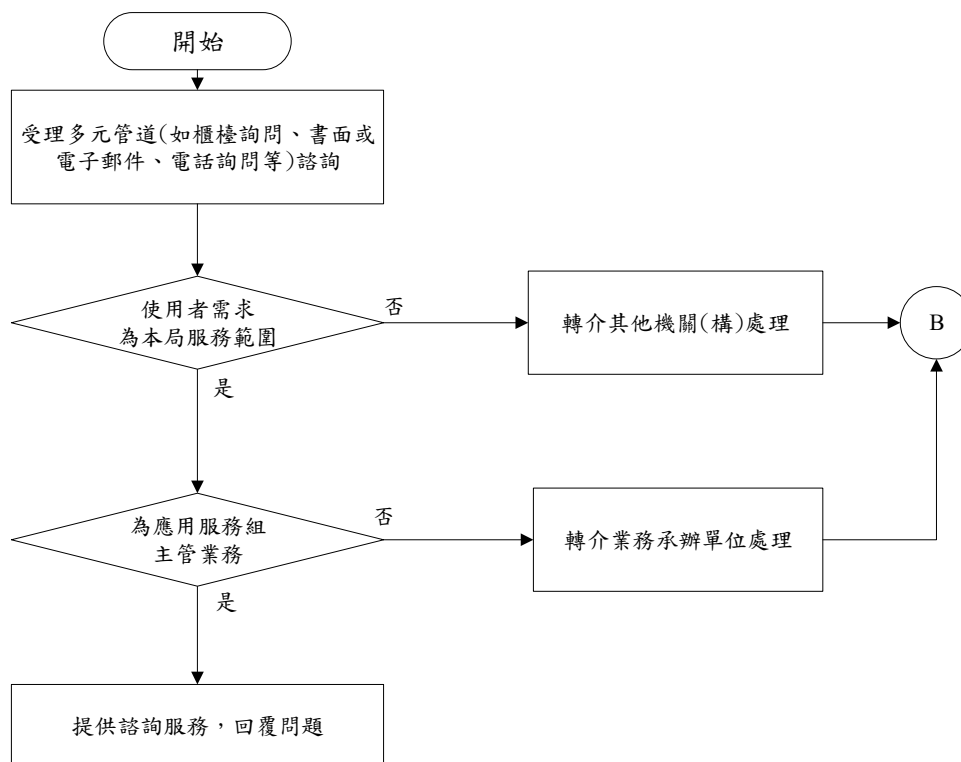 開始
受理多元管道(如櫃檯詢問、書面或
電子郵件、電話詢問等)諮詢
使用者需求
為本局服務範圍
否
轉介其他機關(構)處理
B
是
為應用服務組
主管業務
否
轉介業務承辦單位處理
是
提供諮詢服務，回覆問題